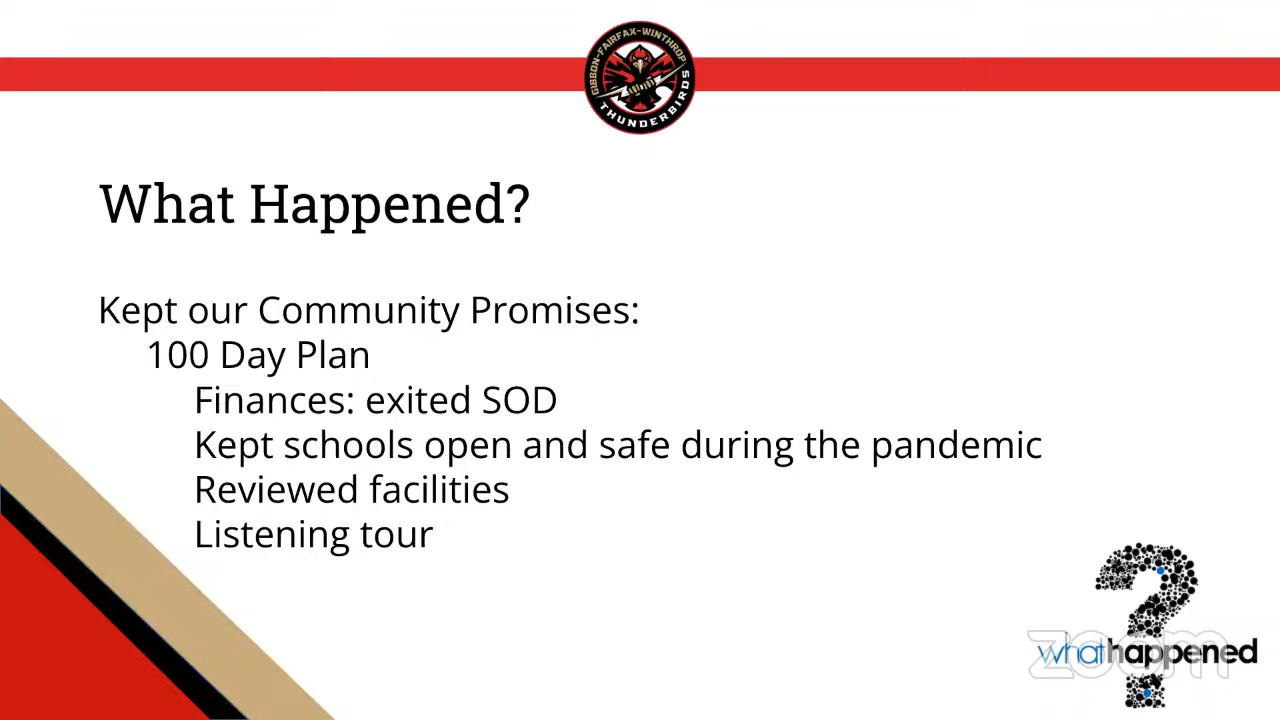 GIBBON-FAIRFAX-WINTHROP
THUNDERBIRDS
What Happened?
Kept our Community Promises:
100 Day Plan
Finances: exited SOD
Kept schools open and safe during the pandemic
Reviewed facilities
Listening tour
zoom
whathappened